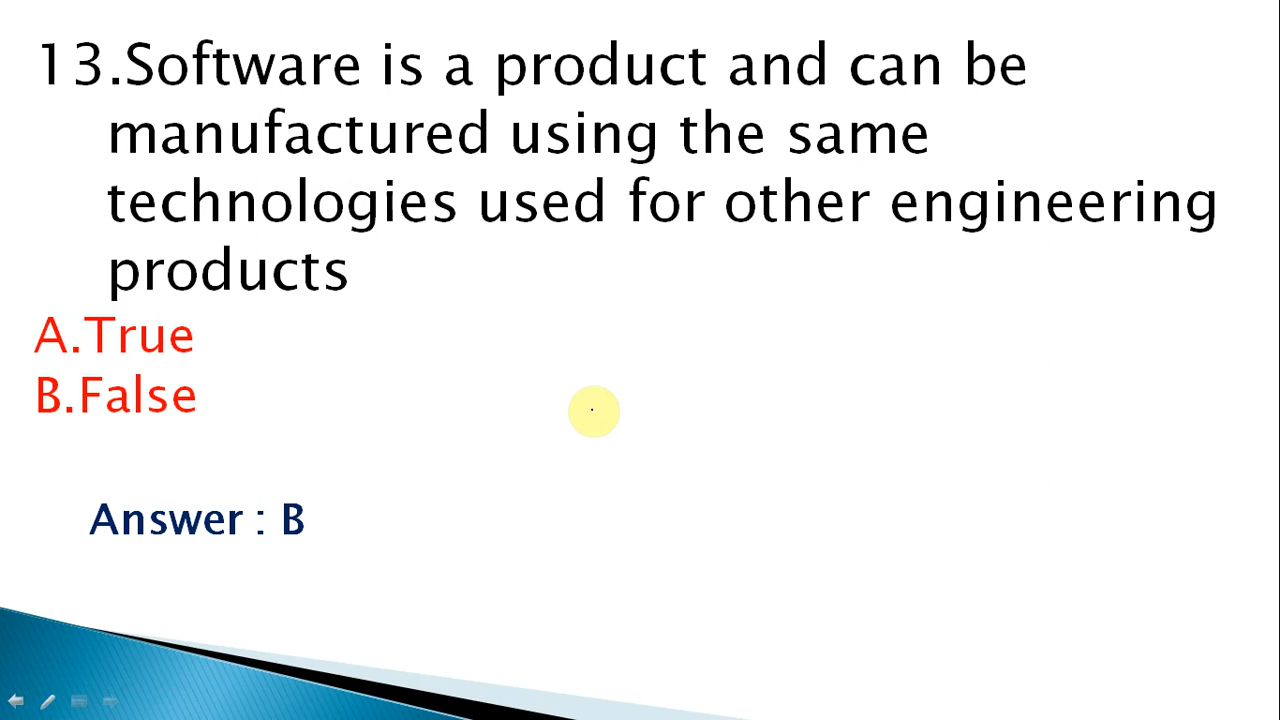 13.Software is a product and can be
manufactured using the same
technologies used for other engineering
products
A.True
B.False
Answer : B